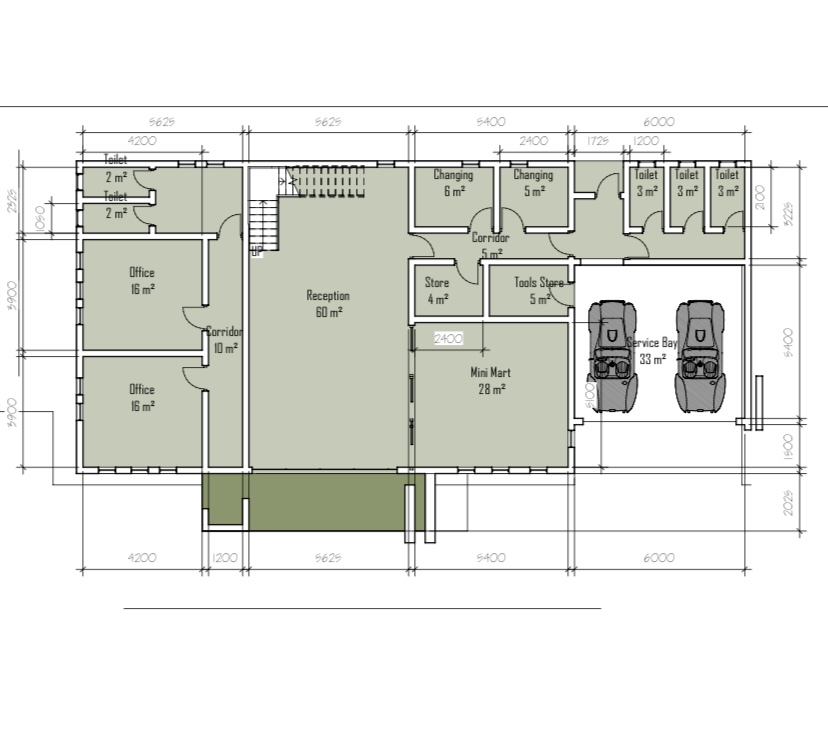 5625
5625
5400
6000
4200
2400
1725
1200
Toilet
2 m²
Toilet
2 m²
Changing
6 m²
Changing
5 m²
Toilet
3 m²
Toilet
3 m²
Toilet
3 m²
2325
1050
2100
3225
UP
Corridor
5 m²
Office
16 m²
Store
4 m²
Tools Store
5 m²
Reception
60 m²
3900
Corridor
10 m²
2400
Service Bay
33 m²
5400
Mini Mart
28 m²
5100
Office
16 m²
3900
1500
2025
4200
1200
5625
5400
6000